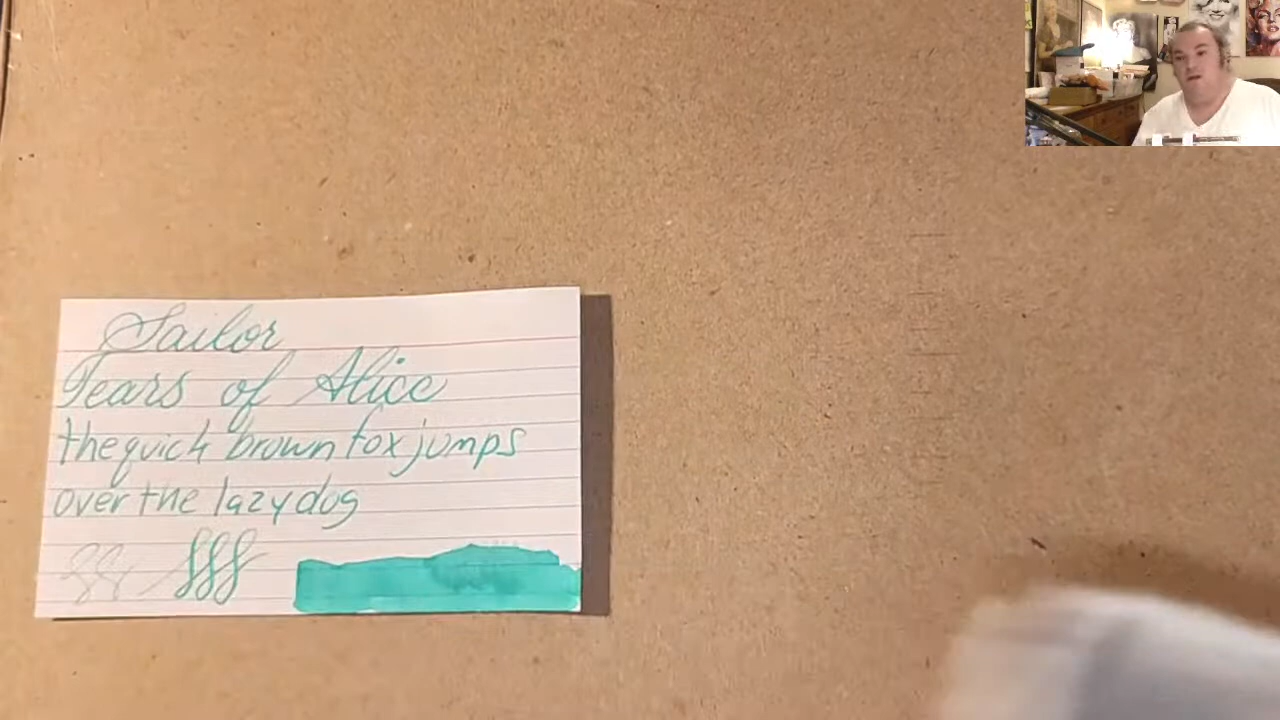 Sailor
Tears of Alice
the quick brown fox jumps
over the lazy dog